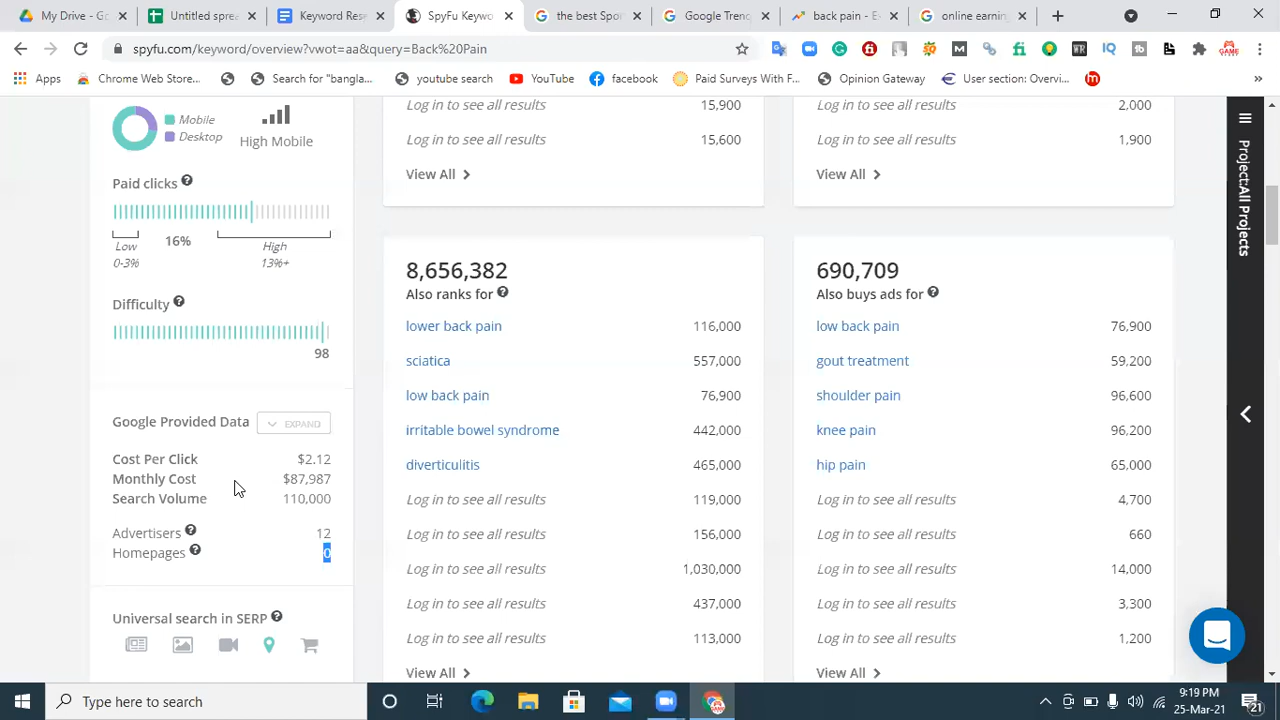 My Drive - Goo
Untitled sprea
Keyword Rese
SpyFu Keywo
the best Spor
Google Trend
back pain - Ex
online earning
spyfu.com/keyword/overview?vwot=aa&query=Back%20Pain
Apps
Chrome Web Store...
Search for "bangla...
youtube search
YouTube
facebook
Paid Surveys With F...
Opinion Gateway
User section: Overvi...
»
Mobile
Desktop
High Mobile
Paid clicks
Low
0-3%
16%
High
13%+
Difficulty
98
Google Provided Data
EXPAND
Cost Per Click $2.12
Monthly Cost $87,987
Search Volume 110,000
Advertisers 12
Homepages 0
Universal search in SERP
Log in to see all results 15,900
Log in to see all results 15,600
View All
Log in to see all results 2,000
Log in to see all results 1,900
View All
8,656,382
Also ranks for
lower back pain 116,000
sciatica 557,000
low back pain 76,900
irritable bowel syndrome 442,000
diverticulitis 465,000
Log in to see all results 119,000
Log in to see all results 156,000
Log in to see all results 1,030,000
Log in to see all results 437,000
Log in to see all results 113,000
View All
690,709
Also buys ads for
low back pain 76,900
gout treatment 59,200
shoulder pain 96,600
knee pain 96,200
hip pain 65,000
Log in to see all results 4,700
Log in to see all results 660
Log in to see all results 14,000
Log in to see all results 3,300
Log in to see all results 1,200
View All
Project:All Projects
Type here to search
9:19 PM
25-Mar-21
21